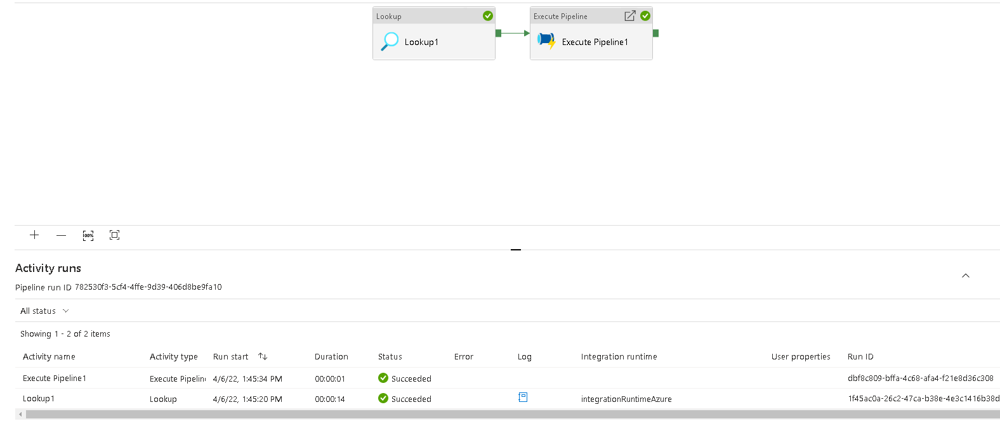 Lookup
Lookup1
Execute Pipeline
Execute Pipeline1
100%
Activity runs
Pipeline run ID 782530f3-5cf4-4ffe-9d39-406d8be9fa10
All status
Showing 1 - 2 of 2 items
Activity name Activity type Run start Duration Status Error Log Integration runtime User properties Run ID
Execute Pipeline1 Execute Pipelin 4/6/22, 1:45:34 PM 00:00:01 Succeeded dbf8c809-bffa-4c68-afa4-f21e8d36c308
Lookup1 Lookup 4/6/22, 1:45:20 PM 00:00:14 Succeeded integrationRuntimeAzure 1f45ac0a-26c2-47ca-b38e-4e3c1416b38d